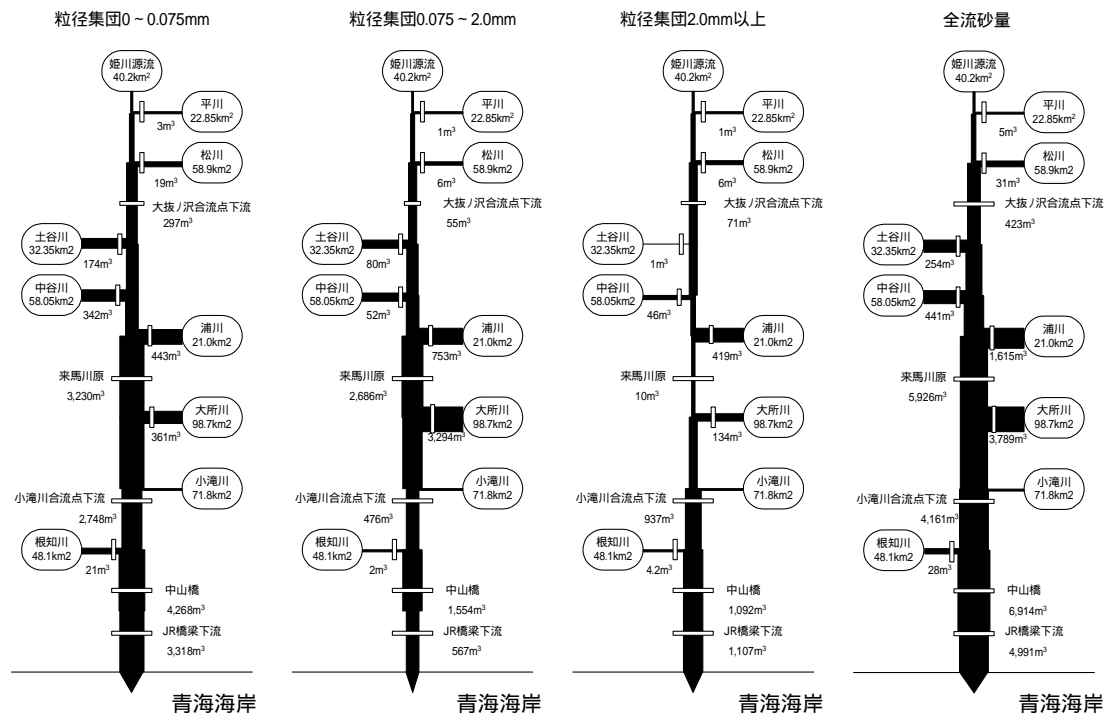 粒径集団0 ~ 0.075mm
姫川源流
40.2km²
平川
22.85km²
3m³
松川
58.9km2
19m³
大抜ノ沢合流点下流
297m³
土谷川
32.35km2
174m³
中谷川
58.05km2
342m³
浦川
21.0km2
443m³
来馬川原
3,230m³
大所川
98.7km2
361m³
小滝川
71.8km2
小滝川合流点下流
2,748m³
根知川
48.1km2
21m³
中山橋
4,268m³
JR橋梁下流
3,318m³
青海海岸
粒径集団0.075 ~ 2.0mm
姫川源流
40.2km²
平川
22.85km²
1m³
松川
58.9km2
6m³
大抜ノ沢合流点下流
55m³
土谷川
32.35km2
80m³
中谷川
58.05km2
52m³
浦川
21.0km2
753m³
来馬川原
2,686m³
大所川
98.7km2
3,294m³
小滝川
71.8km2
小滝川合流点下流
476m³
根知川
48.1km2
2m³
中山橋
1,554m³
JR橋梁下流
567m³
青海海岸
粒径集団2.0mm以上
姫川源流
40.2km²
平川
22.85km²
1m³
松川
58.9km2
6m³
大抜ノ沢合流点下流
71m³
土谷川
32.35km2
1m³
中谷川
58.05km2
46m³
浦川
21.0km2
419m³
来馬川原
10m³
大所川
98.7km2
134m³
小滝川
71.8km2
小滝川合流点下流
937m³
根知川
48.1km2
4.2m³
中山橋
1,092m³
JR橋梁下流
1,107m³
青海海岸
全流砂量
姫川源流
40.2km²
平川
22.85km²
5m³
松川
58.9km2
31m³
大抜ノ沢合流点下流
423m³
土谷川
32.35km2
254m³
中谷川
58.05km2
441m³
浦川
21.0km2
1,615m³
来馬川原
5,926m³
大所川
98.7km2
3,789m³
小滝川
71.8km2
小滝川合流点下流
4,161m³
根知川
48.1km2
28m³
中山橋
6,914m³
JR橋梁下流
4,991m³
青海海岸